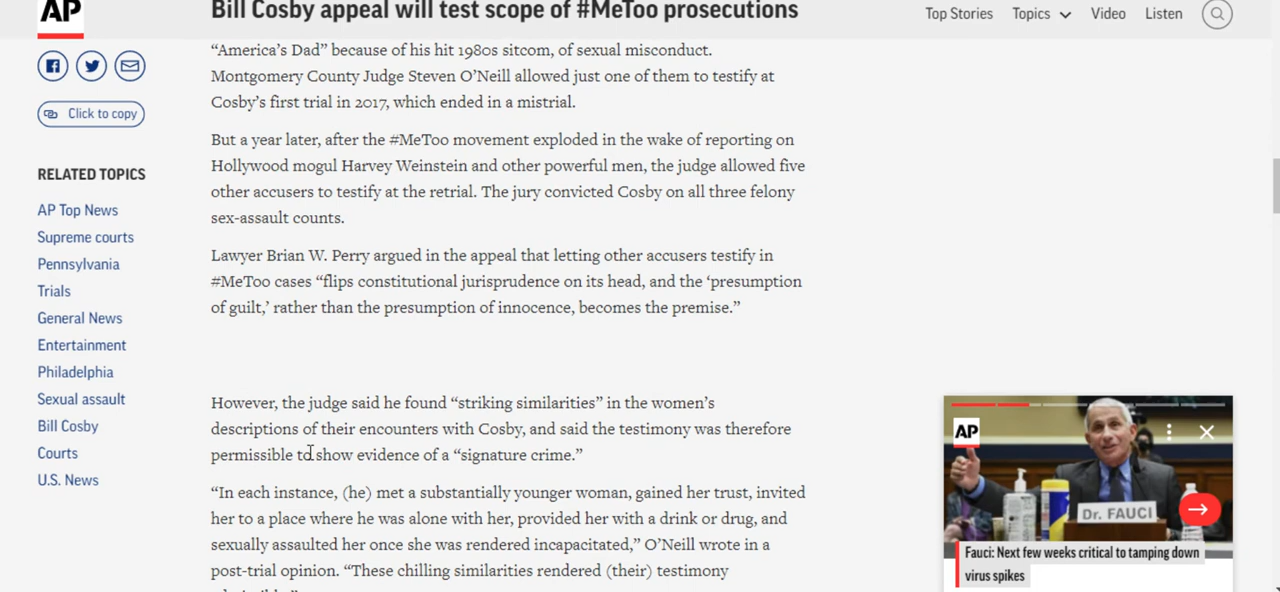 AP
Bill Cosby appeal will test scope of #MeToo prosecutions
Top Stories
Topics
Video
Listen
Click to copy
RELATED TOPICS
AP Top News
Supreme courts
Pennsylvania
Trials
General News
Entertainment
Philadelphia
Sexual assault
Bill Cosby
Courts
U.S. News
“America’s Dad” because of his hit 1980s sitcom, of sexual misconduct.
Montgomery County Judge Steven O’Neill allowed just one of them to testify at
Cosby’s first trial in 2017, which ended in a mistrial.
But a year later, after the #MeToo movement exploded in the wake of reporting on
Hollywood mogul Harvey Weinstein and other powerful men, the judge allowed five
other accusers to testify at the retrial. The jury convicted Cosby on all three felony
sex-assault counts.
Lawyer Brian W. Perry argued in the appeal that letting other accusers testify in
#MeToo cases “flips constitutional jurisprudence on its head, and the ‘presumption
of guilt,’ rather than the presumption of innocence, becomes the premise.”
However, the judge said he found “striking similarities” in the women’s
descriptions of their encounters with Cosby, and said the testimony was therefore
permissible to show evidence of a “signature crime.”
“In each instance, (he) met a substantially younger woman, gained her trust, invited
her to a place where he was alone with her, provided her with a drink or drug, and
sexually assaulted her once she was rendered incapacitated,” O’Neill wrote in a
post-trial opinion. “These chilling similarities rendered (their) testimony
AP
Dr. FAUCI
Fauci: Next few weeks critical to tamping down
virus spikes